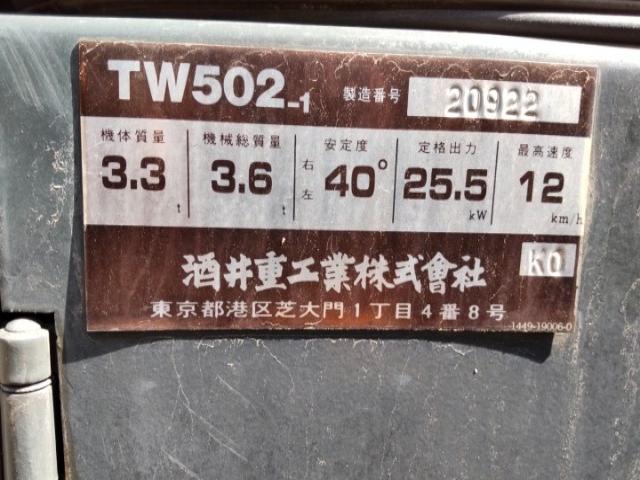 TW502-1 製造番号 20922
機体質量 機械総質量 安定度 定格出力 最高速度
3.3 t 3.6 t 右左 40° 25.5 kW 12 km/h
酒井重工業株式會社 KO
東京都港区芝大門1丁目4番8号
1449-19006-0